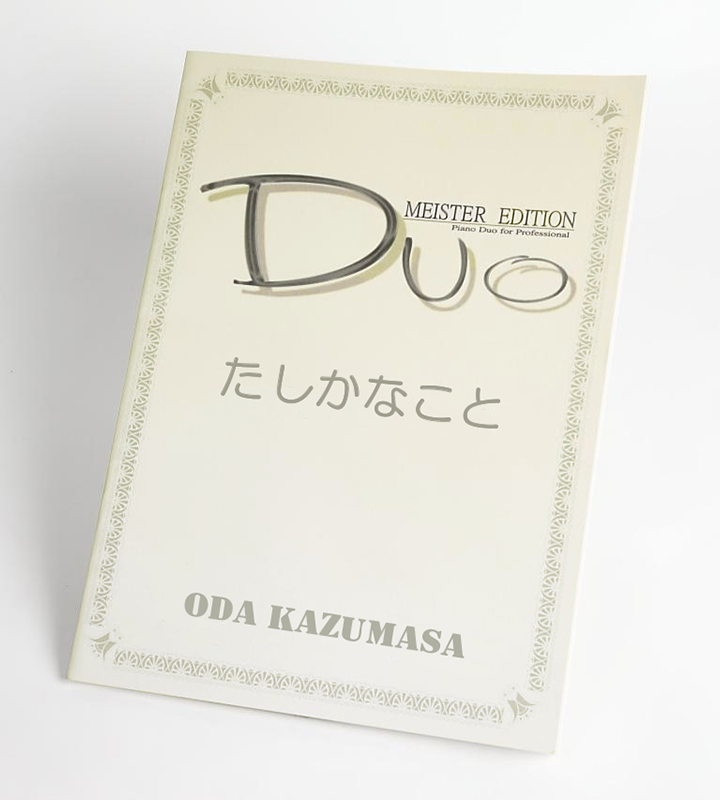 DUO
MEISTER EDITION
Piano Duo for Professional
たしかなこと
ODA KAZUMASA